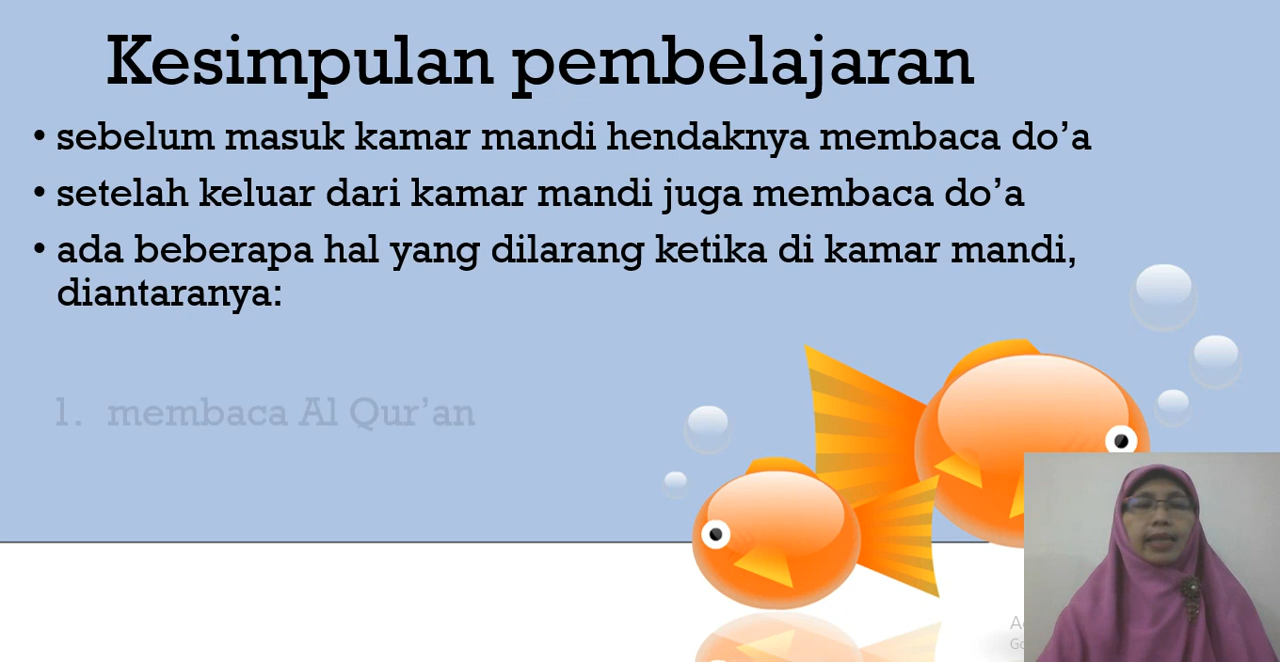 Kesimpulan pembelajaran
• sebelum masuk kamar mandi hendaknya membaca do’a
• setelah keluar dari kamar mandi juga membaca do’a
• ada beberapa hal yang dilarang ketika di kamar mandi,
diantaranya:
1. membaca Al Qur’an